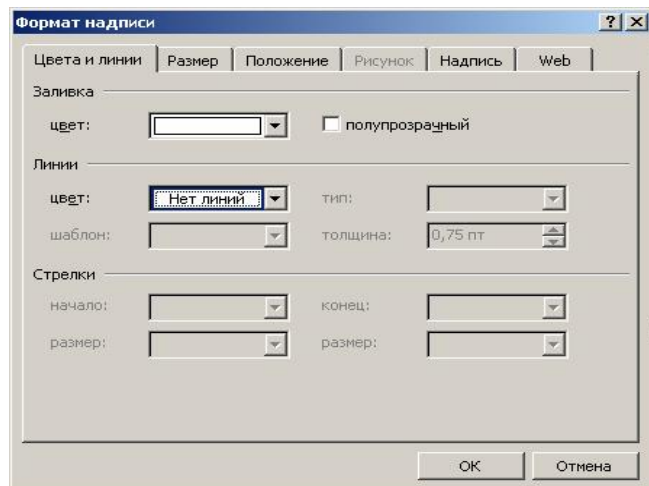 Формат надписи
Цвета и линии Размер Положение Рисунок Надпись Web
Заливка
цвет: полупрозрачный
Линии
цвет: Нет линий тип:
шаблон: толщина: 0,75 пт
Стрелки
начало: конец:
размер: размер:
ОК Отмена